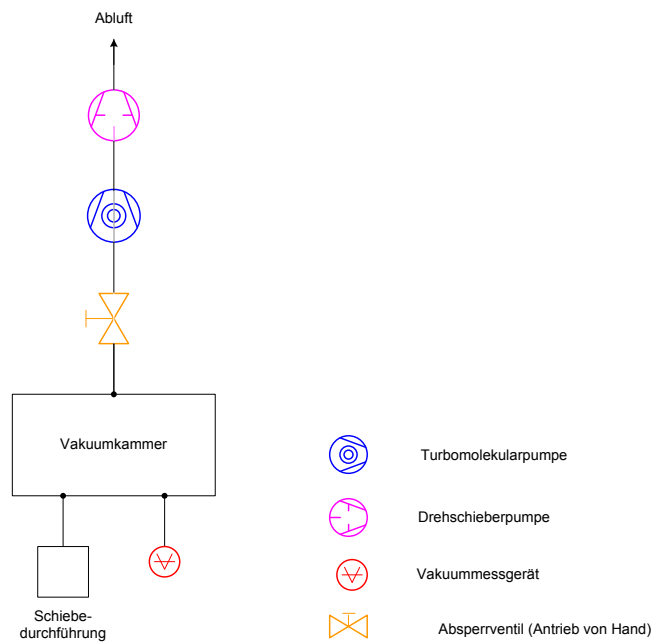 Abluft
Vakuumkammer
Schiebe-
durchführung
Turbomolekularpumpe
Drehschieberpumpe
Vakuummessgerät
Absperrventil (Antrieb von Hand)